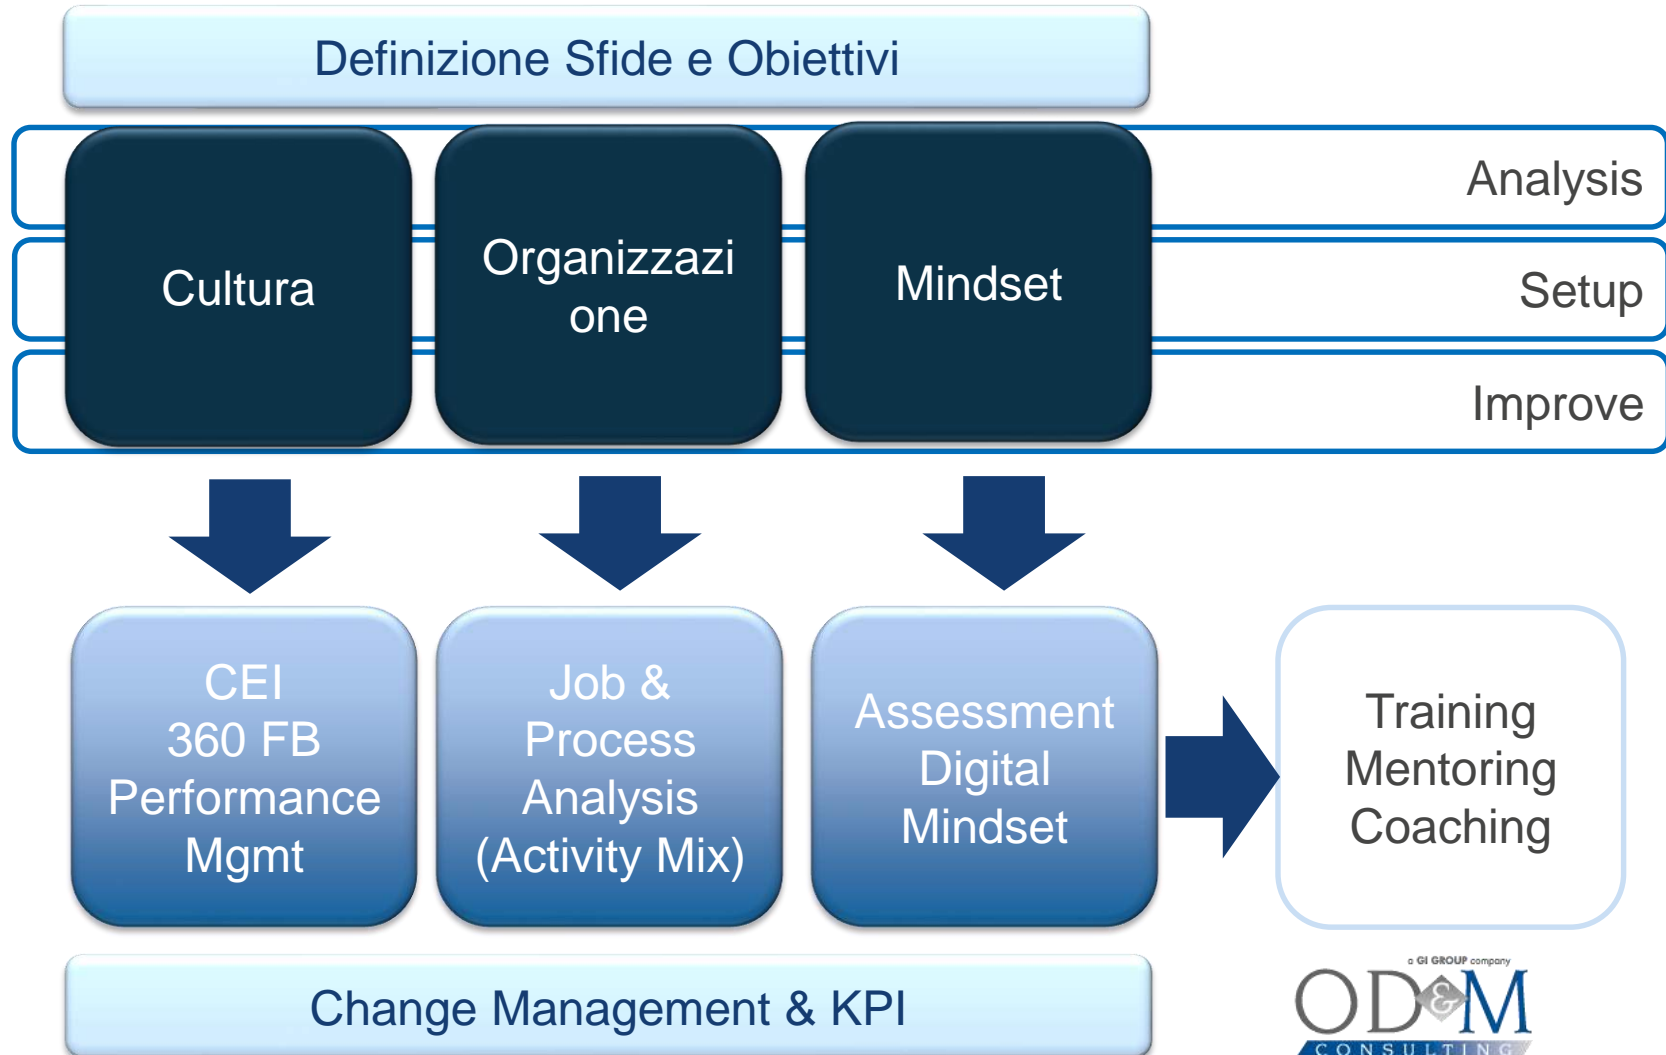 Definizione Sfide e Obiettivi
Analysis
Setup
Improve
Cultura
Organizzazi
one
Mindset
CEI
360 FB
Performance
Mgmt
Job &
Process
Analysis
(Activity Mix)
Assessment
Digital
Mindset
Training
Mentoring
Coaching
Change Management & KPI
a GI GROUP company
OD&M
CONSULTING